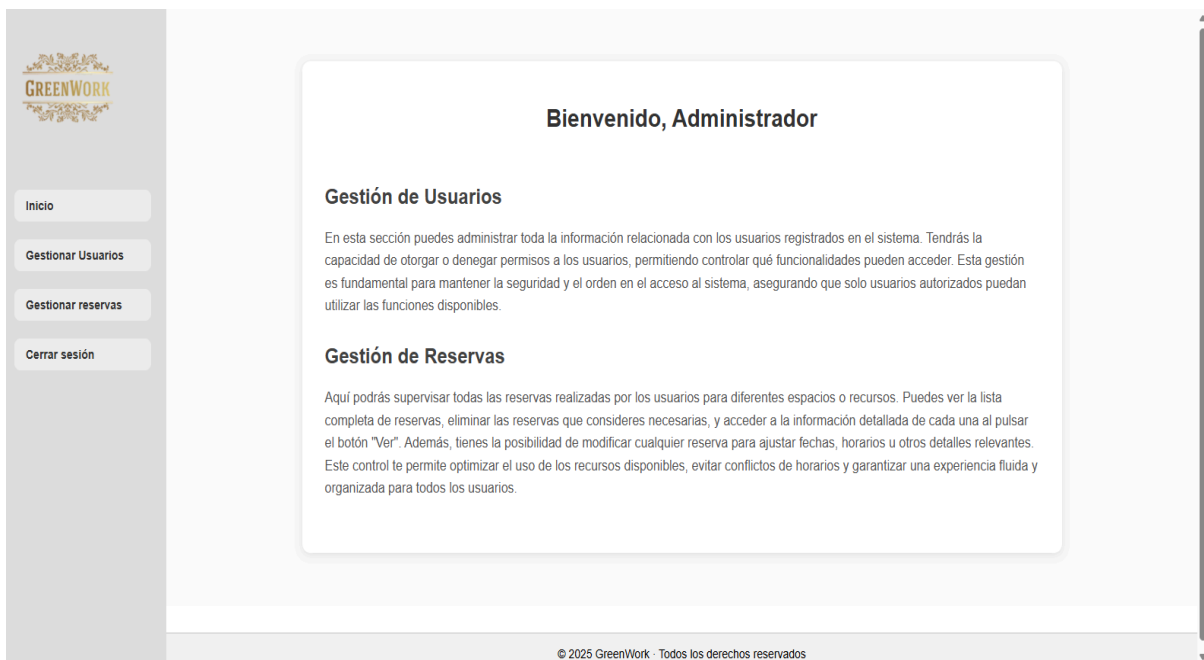 GREENWORK
Inicio
Gestionar Usuarios
Gestionar reservas
Cerrar sesión
Bienvenido, Administrador
Gestión de Usuarios
En esta sección puedes administrar toda la información relacionada con los usuarios registrados en el sistema. Tendrás la
capacidad de otorgar o denegar permisos a los usuarios, permitiendo controlar qué funcionalidades pueden acceder. Esta gestión
es fundamental para mantener la seguridad y el orden en el acceso al sistema, asegurando que solo usuarios autorizados puedan
utilizar las funciones disponibles.
Gestión de Reservas
Aquí podrás supervisar todas las reservas realizadas por los usuarios para diferentes espacios o recursos. Puedes ver la lista
completa de reservas, eliminar las reservas que consideres necesarias, y acceder a la información detallada de cada una al pulsar
el botón "Ver". Además, tienes la posibilidad de modificar cualquier reserva para ajustar fechas, horarios u otros detalles relevantes.
Este control te permite optimizar el uso de los recursos disponibles, evitar conflictos de horarios y garantizar una experiencia fluida y
organizada para todos los usuarios.
© 2025 GreenWork · Todos los derechos reservados